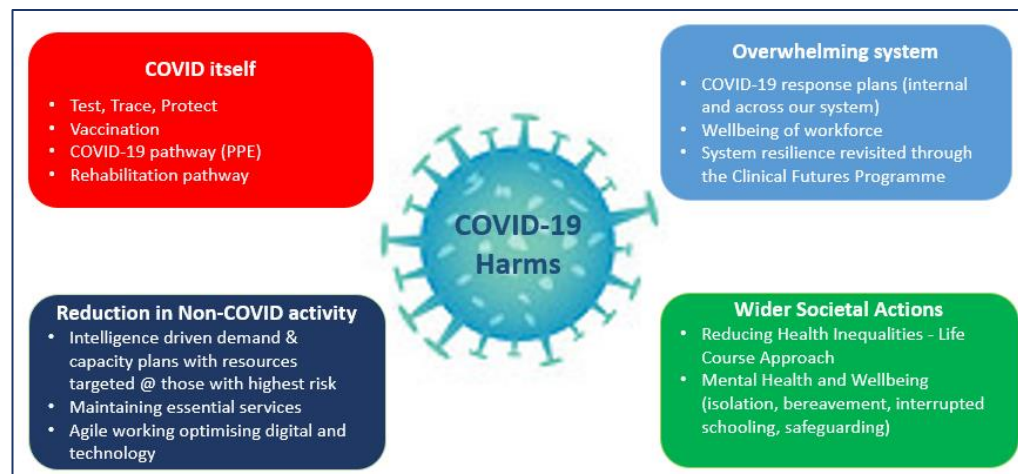 COVID itself
• Test, Trace, Protect
• Vaccination
• COVID-19 pathway (PPE)
• Rehabilitation pathway
Overwhelming system
• COVID-19 response plans (internal
and across our system)
• Wellbeing of workforce
• System resilience revisited through
the Clinical Futures Programme
COVID-19
Harms
Reduction in Non-COVID activity
• Intelligence driven demand &
capacity plans with resources
targeted @ those with highest risk
• Maintaining essential services
• Agile working optimising digital and
technology
Wider Societal Actions
• Reducing Health Inequalities - Life
Course Approach
• Mental Health and Wellbeing
(isolation, bereavement, interrupted
schooling, safeguarding)